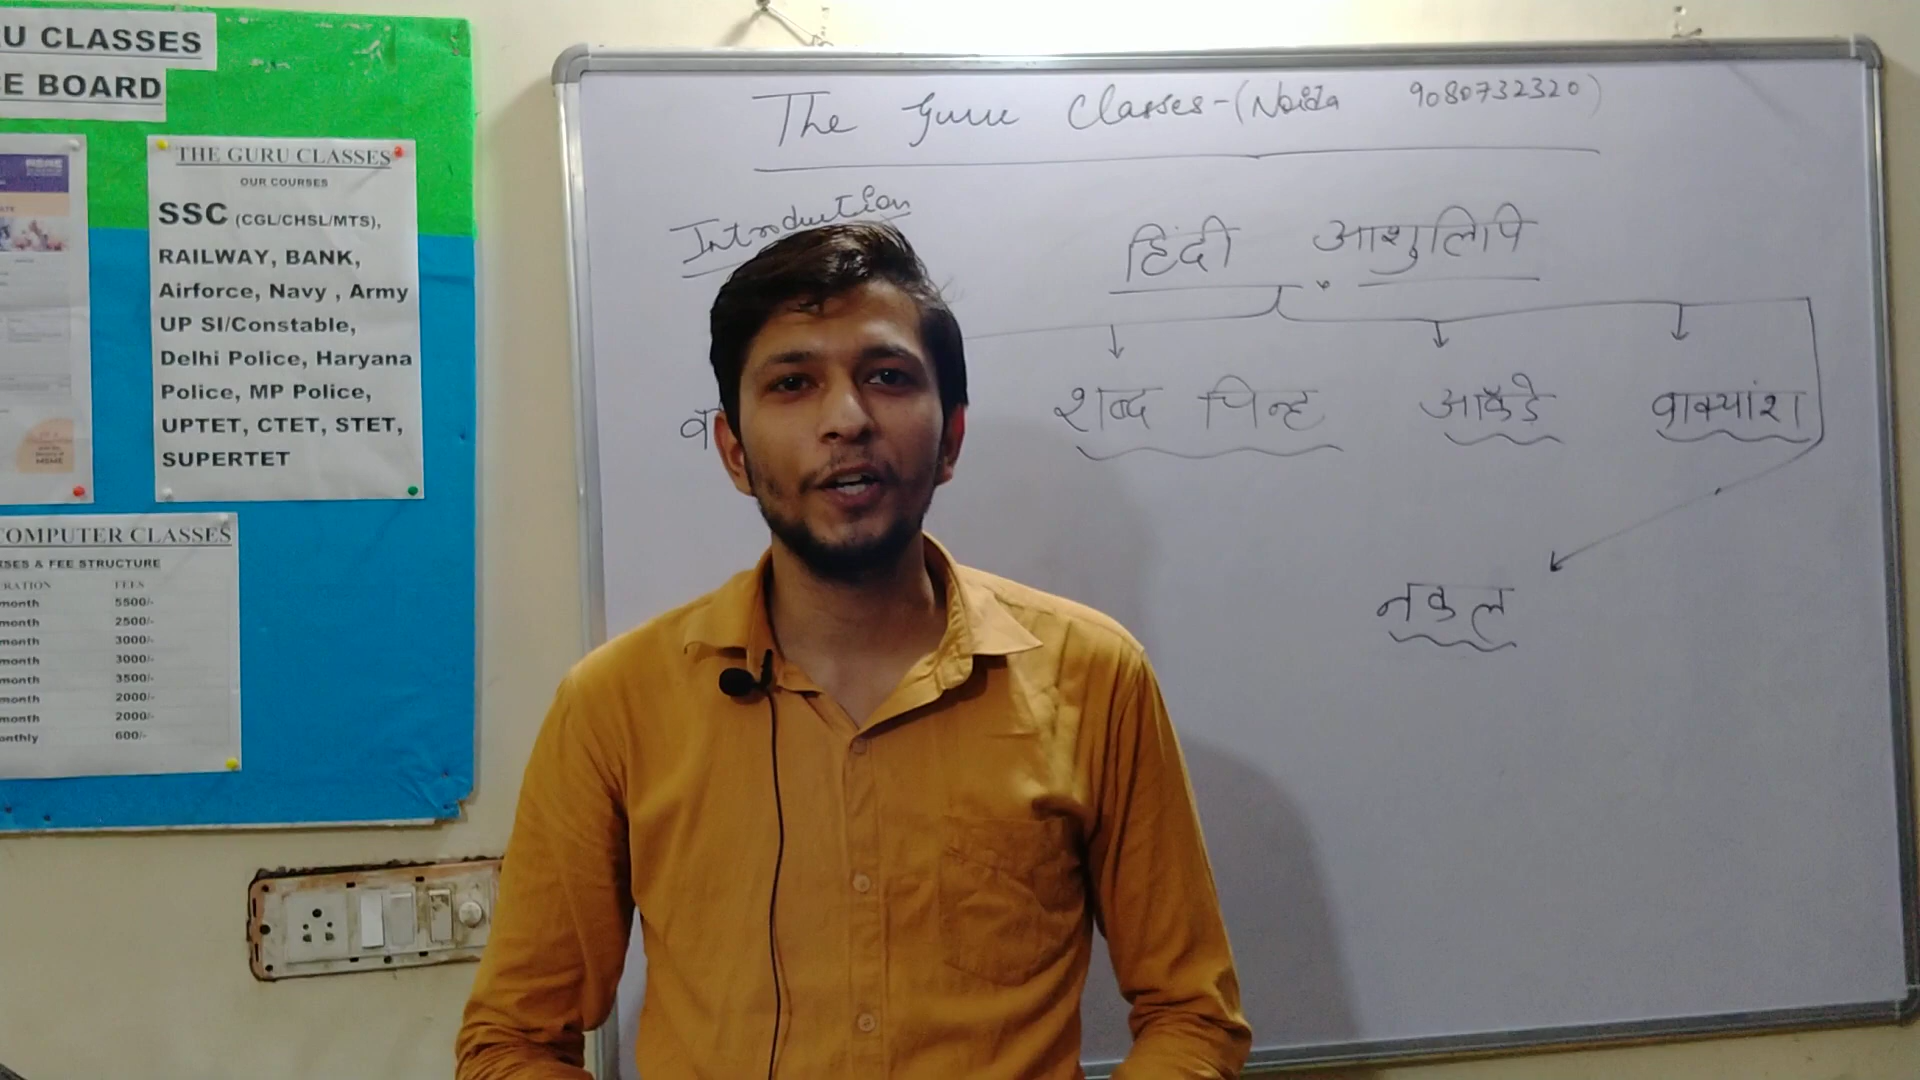 U CLASSES
E BOARD
THE GURU CLASSES
OUR COURSES
SSC (CGL/CHSL/MTS),
RAILWAY, BANK,
Airforce, Navy , Army
UP SI/Constable,
Delhi Police, Haryana
Police, MP Police,
UPTET, CTET, STET,
SUPERTET
COMPUTER CLASSES
SES & FEE STRUCTURE
RATION FEES
month 5500/-
month 2500/-
month 3000/-
month 3000/-
month 3500/-
month 2000/-
month 2000/-
onthly 600/-
The Guru Classes-(Noida 9080732320)
Introduction
हिंदी आशुलिपि
शब्द चिन्ह आँकड़े वाक्यांश
नकल